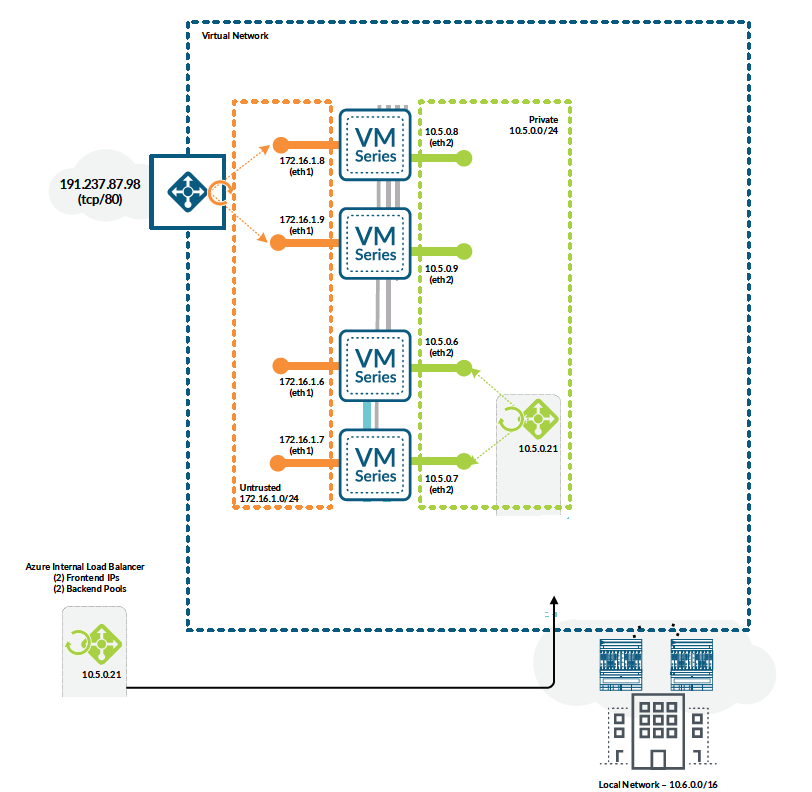 Virtual Network
Private
10.5.0.0/24
191.237.87.98
(tcp/80)
172.16.1.8
(eth1)
VM
Series
10.5.0.8
(eth2)
172.16.1.9
(eth1)
VM
Series
10.5.0.9
(eth2)
172.16.1.6
(eth1)
VM
Series
10.5.0.6
(eth2)
172.16.1.7
(eth1)
VM
Series
10.5.0.7
(eth2)
10.5.0.21
Untrusted
172.16.1.0/24
Azure Internal Load Balancer
(2) Frontend IPs
(2) Backend Pools
10.5.0.21
Local Network – 10.6.0.0/16